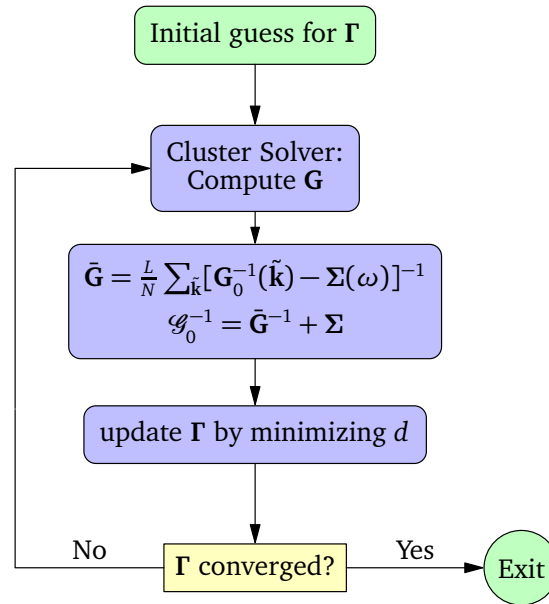 Initial guess for Γ
Cluster Solver:
Compute G
Ḡ = L/N ∑_k̃[G₀⁻¹(k̃) − Σ(ω)]⁻¹
𝒢₀⁻¹ = Ḡ⁻¹ + Σ
update Γ by minimizing d
No
Γ converged?
Yes
Exit